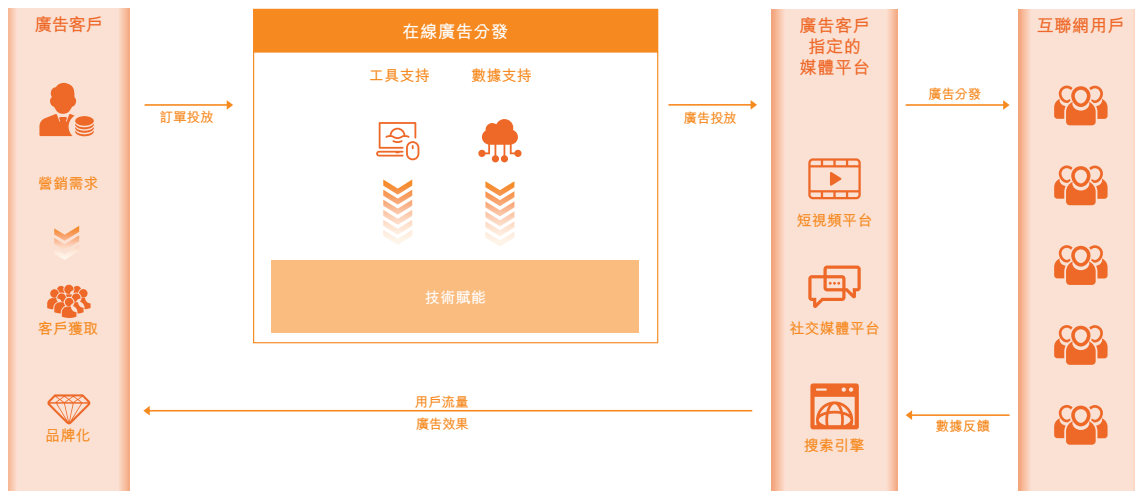 廣告客戶
營銷需求
客戶獲取
品牌化
訂單投放
在線廣告分發
工具支持
數據支持
技術賦能
廣告投放
用戶流量
廣告效果
廣告客戶
指定的
媒體平台
短視頻平台
社交媒體平台
搜索引擎
廣告分發
數據反饋
互聯網用戶